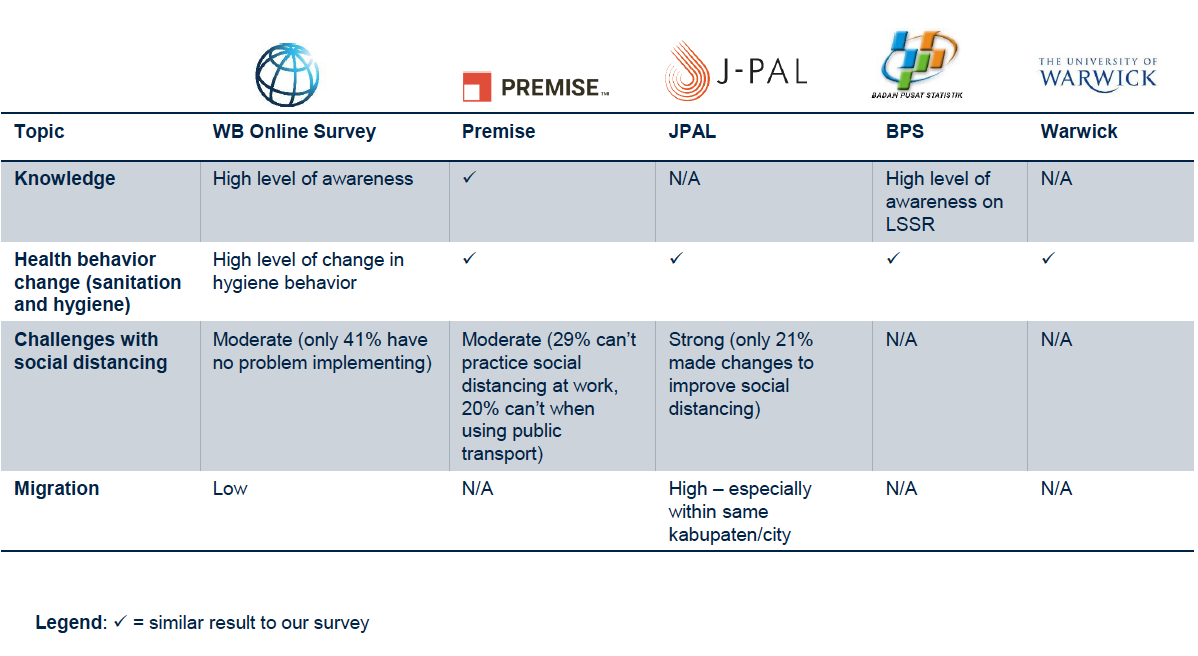 PREMISE™
J-PAL
BADAN PUSAT STATISTIK
THE UNIVERSITY OF
WARWICK
Topic WB Online Survey Premise JPAL BPS Warwick
Knowledge High level of awareness ✓ N/A High level of N/A
awareness on
LSSR
Health behavior High level of change in ✓ ✓ ✓ ✓
change (sanitation hygiene behavior
and hygiene)
Challenges with Moderate (only 41% have Moderate (29% can’t Strong (only 21% N/A N/A
social distancing no problem implementing) practice social made changes to
distancing at work, improve social
20% can’t when distancing)
using public
transport)
Migration Low N/A High – especially N/A N/A
within same
kabupaten/city
Legend: ✓ = similar result to our survey